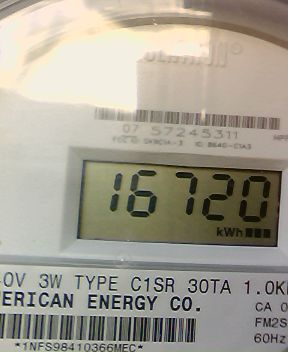 07 57245311
16720
kWh
0V 3W TYPE C1SR 30TA 1.0K
ERICAN ENERGY CO.
CA 0
FM2S
60Hz
*1NFS98410366MEC*